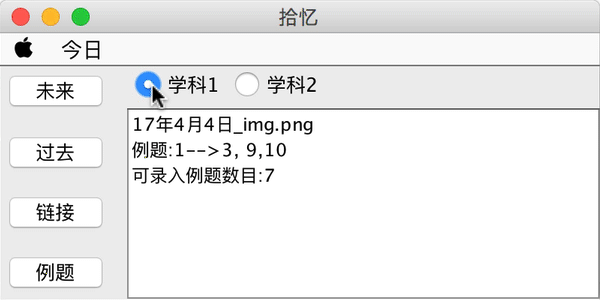 拾忆
今日
未来
过去
链接
例题
学科1 学科2
17年4月4日_img.png
例题:1-->3, 9,10
可录入例题数目:7